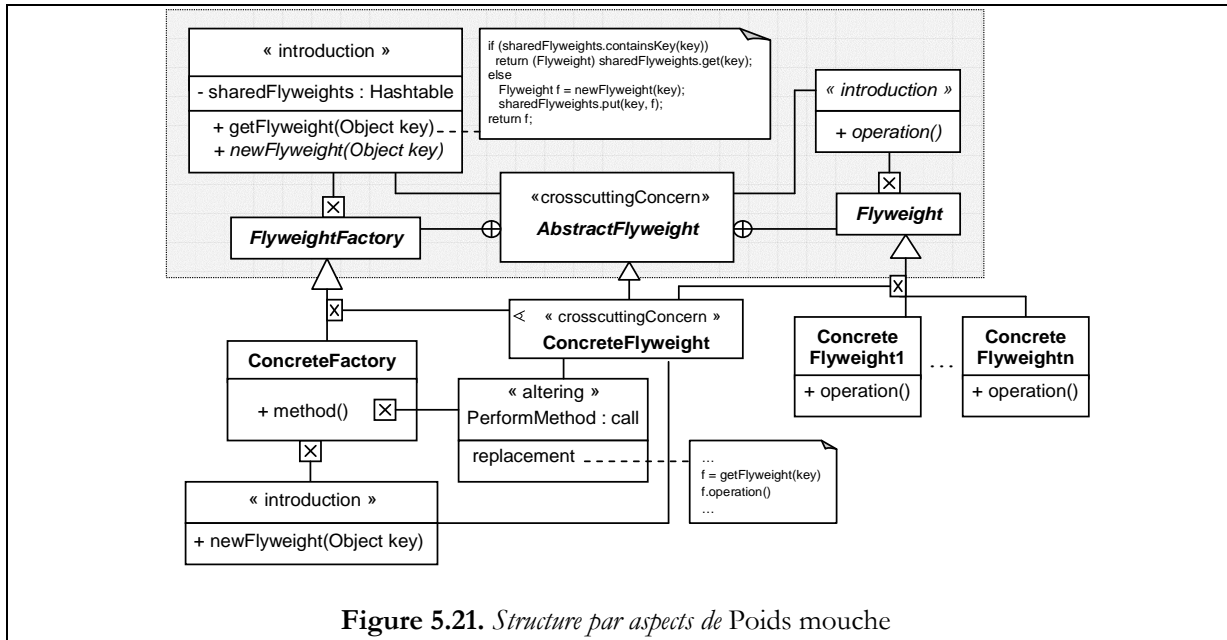 « introduction »
- sharedFlyweights : Hashtable
+ getFlyweight(Object key)
+ newFlyweight(Object key)
if (sharedFlyweights.containsKey(key))
return (Flyweight) sharedFlyweights.get(key);
else
Flyweight f = newFlyweight(key);
sharedFlyweights.put(key, f);
return f;
« introduction »
+ operation()
«crosscuttingConcern»
AbstractFlyweight
FlyweightFactory
Flyweight
« crosscuttingConcern »
ConcreteFlyweight
ConcreteFactory
+ method()
« altering »
PerformMethod : call
replacement
Concrete
Flyweight1
+ operation()
...
Concrete
Flyweightn
+ operation()
...
f = getFlyweight(key)
f.operation()
...
« introduction »
+ newFlyweight(Object key)
Figure 5.21. Structure par aspects de Poids mouche